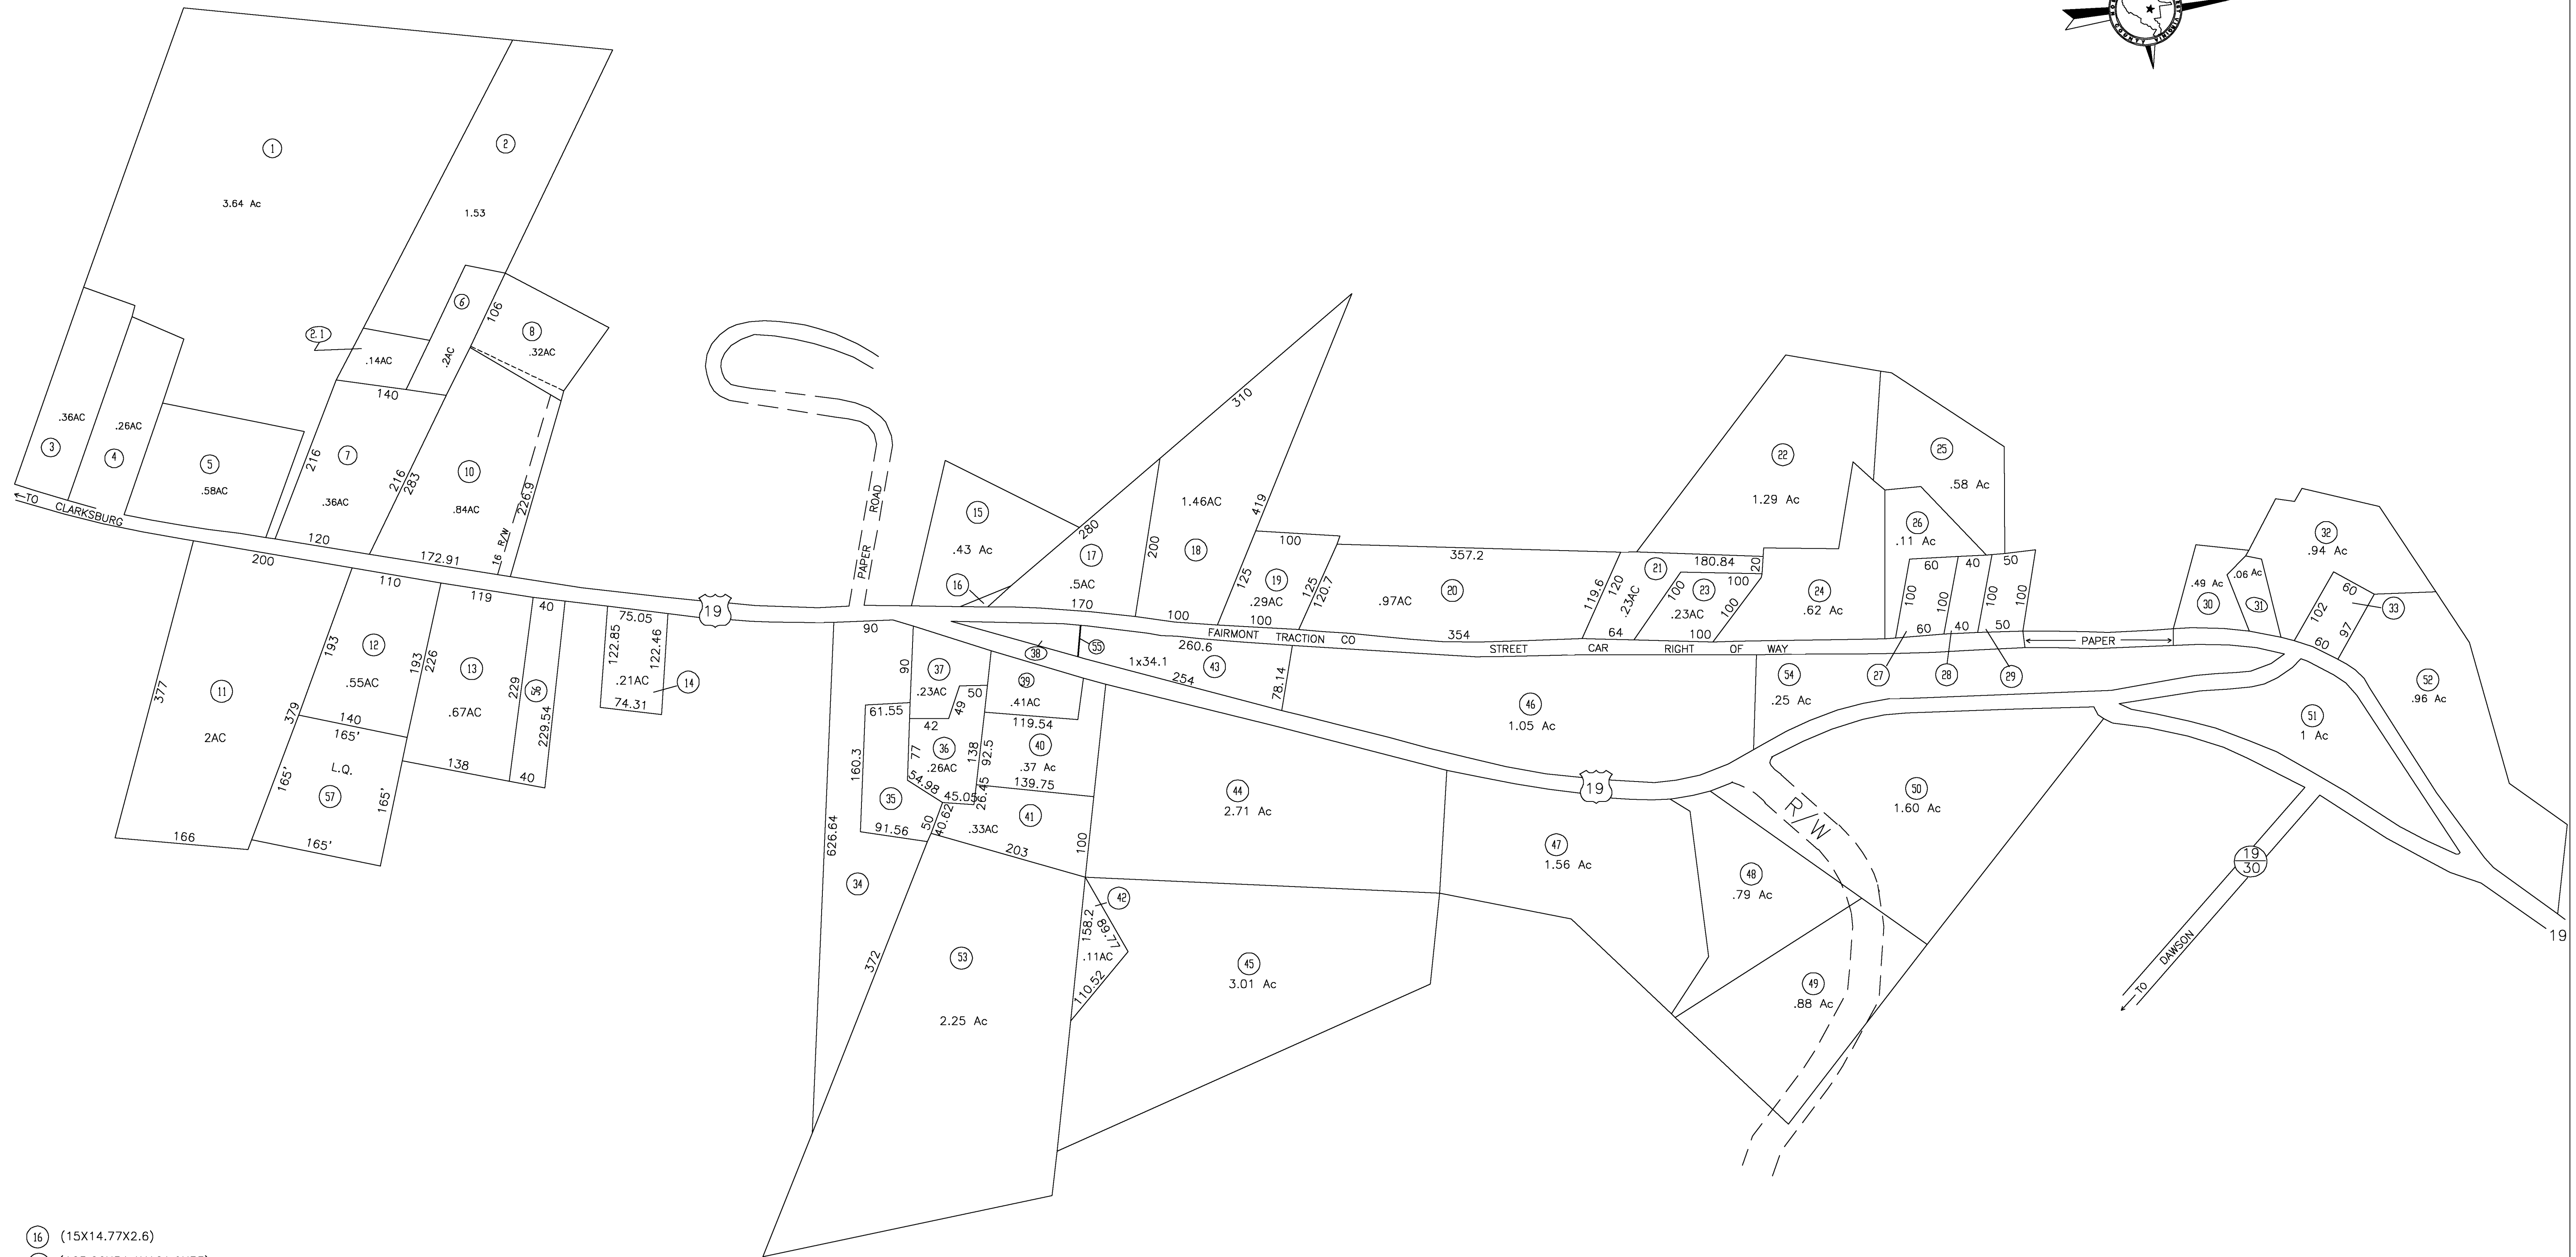 COUNTY
1
3.64 Ac
2
1.53
2.1
.14AC
6
.2AC
106
8
.32AC
140
3
.36AC
4
.26AC
5
.58AC
216
7
.36AC
216
283
10
.84AC
226.9
16 R/W
←TO CLARKSBURG
200
120
110
172.91
119
40
19
75.05
122.85
122.46
.21AC
14
74.31
377
11
2AC
193
12
.55AC
193
226
13
.67AC
229
56
229.54
379
140
165'
138
40
L.Q.
57
165'
165'
166
165'
PAPER ROAD
15
.43 Ac
16
280
17
.5AC
170
310
200
1.46AC
18
419
100
100
125
19
.29AC
125
120.7
100
357.2
.97AC
20
354
119.6
120
21
.23AC
64
180.84
20
100
100
23
.23AC
100
100
22
1.29 Ac
24
.62 Ac
25
.58 Ac
26
.11 Ac
60
40
50
100
100
100
100
60
40
50
27
28
29
PAPER
FAIRMONT TRACTION CO STREET CAR RIGHT OF WAY
30
.49 Ac
31
.06 Ac
32
.94 Ac
60
102
33
97
60
52
.96 Ac
51
1 Ac
90
90
37
.23AC
38
55
1x34.1
260.6
43
254
78.14
39
.41AC
50
49
42
119.54
61.55
77
36
.26AC
138
92.5
40
.37 Ac
139.75
160.3
54.98
45.05
26.45
35
91.56
50
40.62
.33AC
41
203
100
626.64
34
372
53
2.25 Ac
42
158.2
89.77
.11AC
110.52
44
2.71 Ac
45
3.01 Ac
46
1.05 Ac
54
.25 Ac
19
47
1.56 Ac
48
.79 Ac
49
.88 Ac
R/W
50
1.60 Ac
19
30
←TO DAWSON
19
16 (15X14.77X2.6)